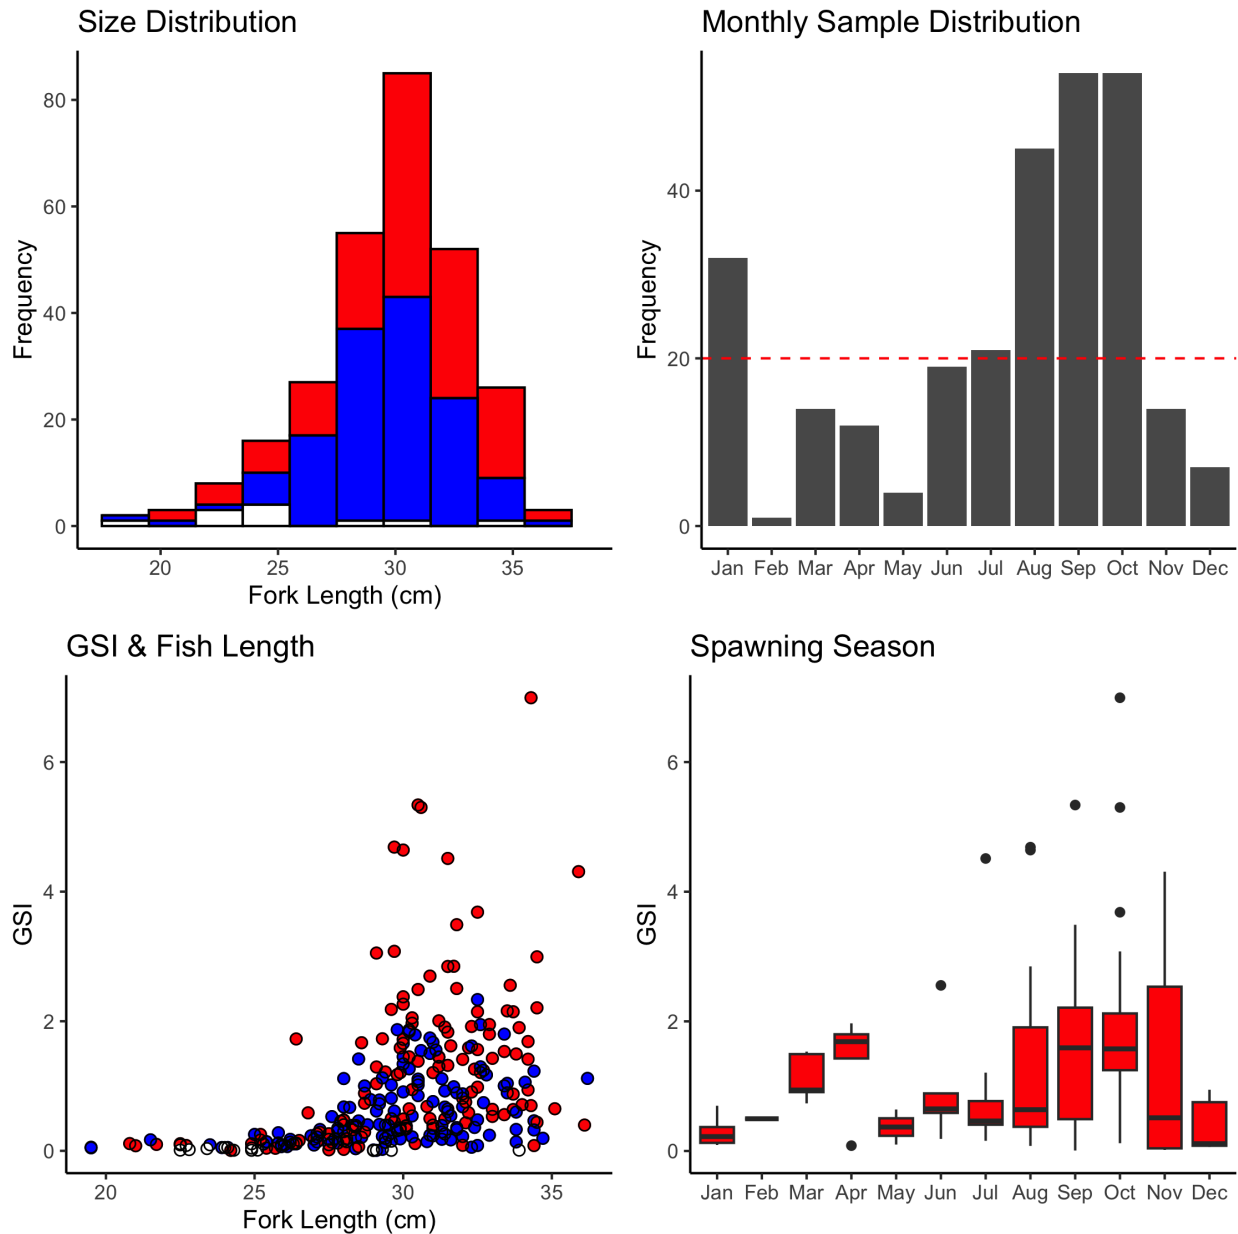 Size Distribution
Frequency
80
60
40
20
0
20 25 30 35
Fork Length (cm)
Monthly Sample Distribution
Frequency
40
20
0
Jan Feb Mar Apr May Jun Jul Aug Sep Oct Nov Dec
GSI & Fish Length
GSI
6
4
2
0
20 25 30 35
Fork Length (cm)
Spawning Season
GSI
6
4
2
0
Jan Feb Mar Apr May Jun Jul Aug Sep Oct Nov Dec